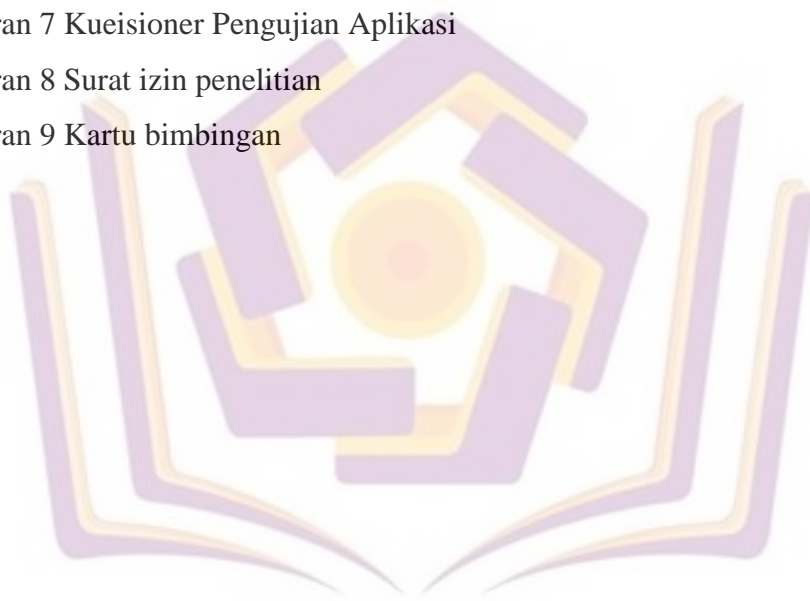 ran 7 Kueisioner Pengujian Aplikasi
ran 8 Surat izin penelitian
ran 9 Kartu bimbingan